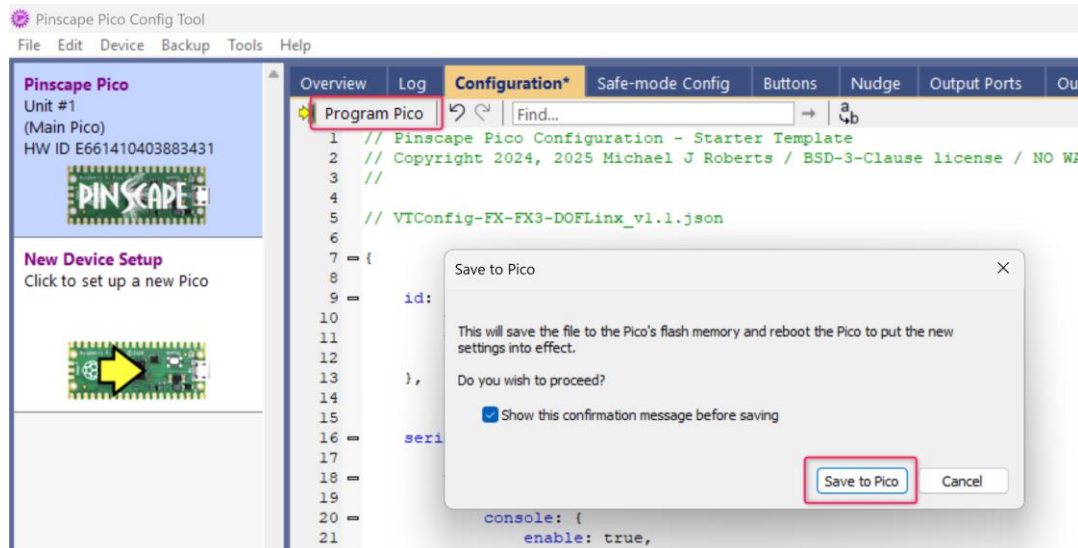 Pinscape Pico Config Tool
File Edit Device Backup Tools Help
Pinscape Pico
Unit #1
(Main Pico)
HW ID E661410403883431
PINSCAPE
New Device Setup
Click to set up a new Pico
Overview Log Configuration* Safe-mode Config Buttons Nudge Output Ports Ou
Program Pico Find...
1 // Pinscape Pico Configuration - Starter Template
2 // Copyright 2024, 2025 Michael J Roberts / BSD-3-Clause license / NO WA
3 //
4
5 // VTConfig-FX-FX3-DOFLinx_v1.1.json
6
7 {
8
9 id:
10
11
12
13 },
14
15
16 seri
17
18
19
20 console: {
21 enable: true,
Save to Pico
This will save the file to the Pico's flash memory and reboot the Pico to put the new
settings into effect.
Do you wish to proceed?
Show this confirmation message before saving
Save to Pico Cancel